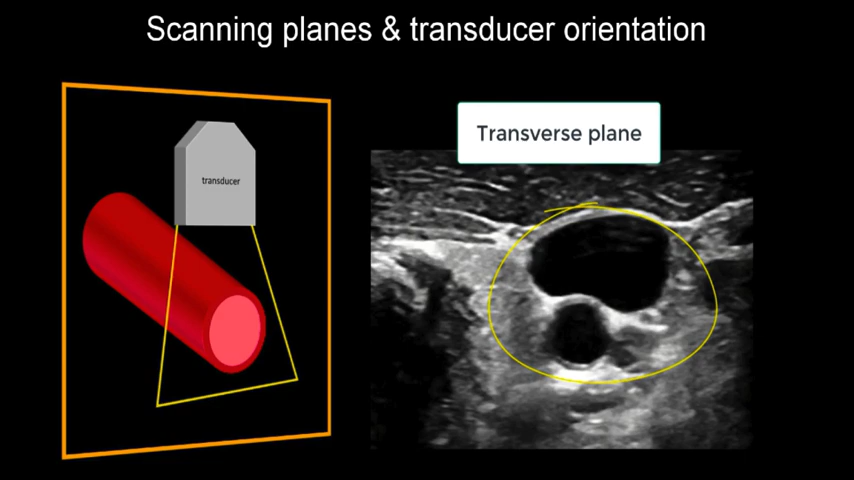 Scanning planes & transducer orientation
Transverse plane
transducer